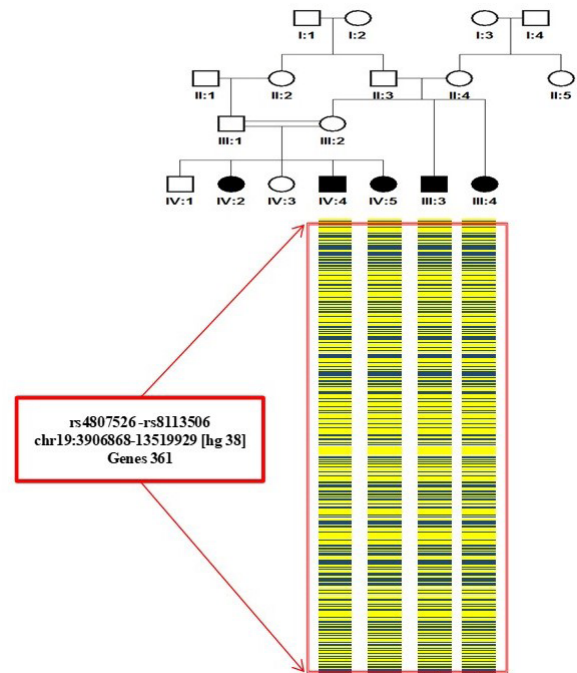 I:1 I:2 I:3 I:4
II:1 II:2 II:3 II:4 II:5
III:1 III:2
IV:1 IV:2 IV:3 IV:4 IV:5 III:3 III:4
rs4807526 -rs8113506
chr19:3906868-13519929 [hg 38]
Genes 361